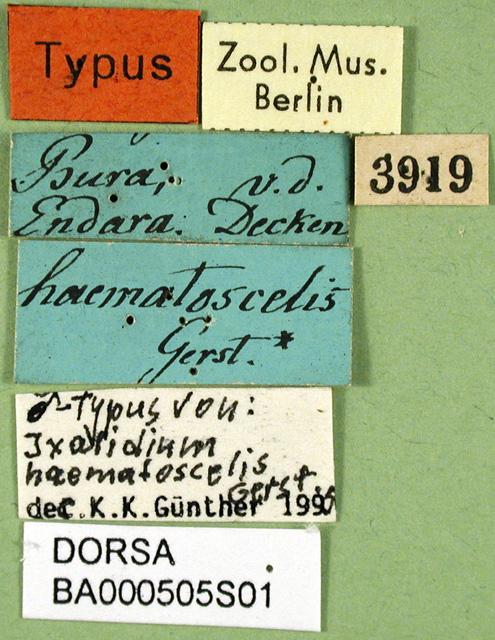 Typus
Zool. Mus.
Berlin
Bura,
Endara. v. d. Decken
3919
haematoscelis
Gerst.*
♂-Typus von:
Ixalidium
haematoscelis
Gerst.
det. K. K. Günther 199
DORSA
BA000505S01